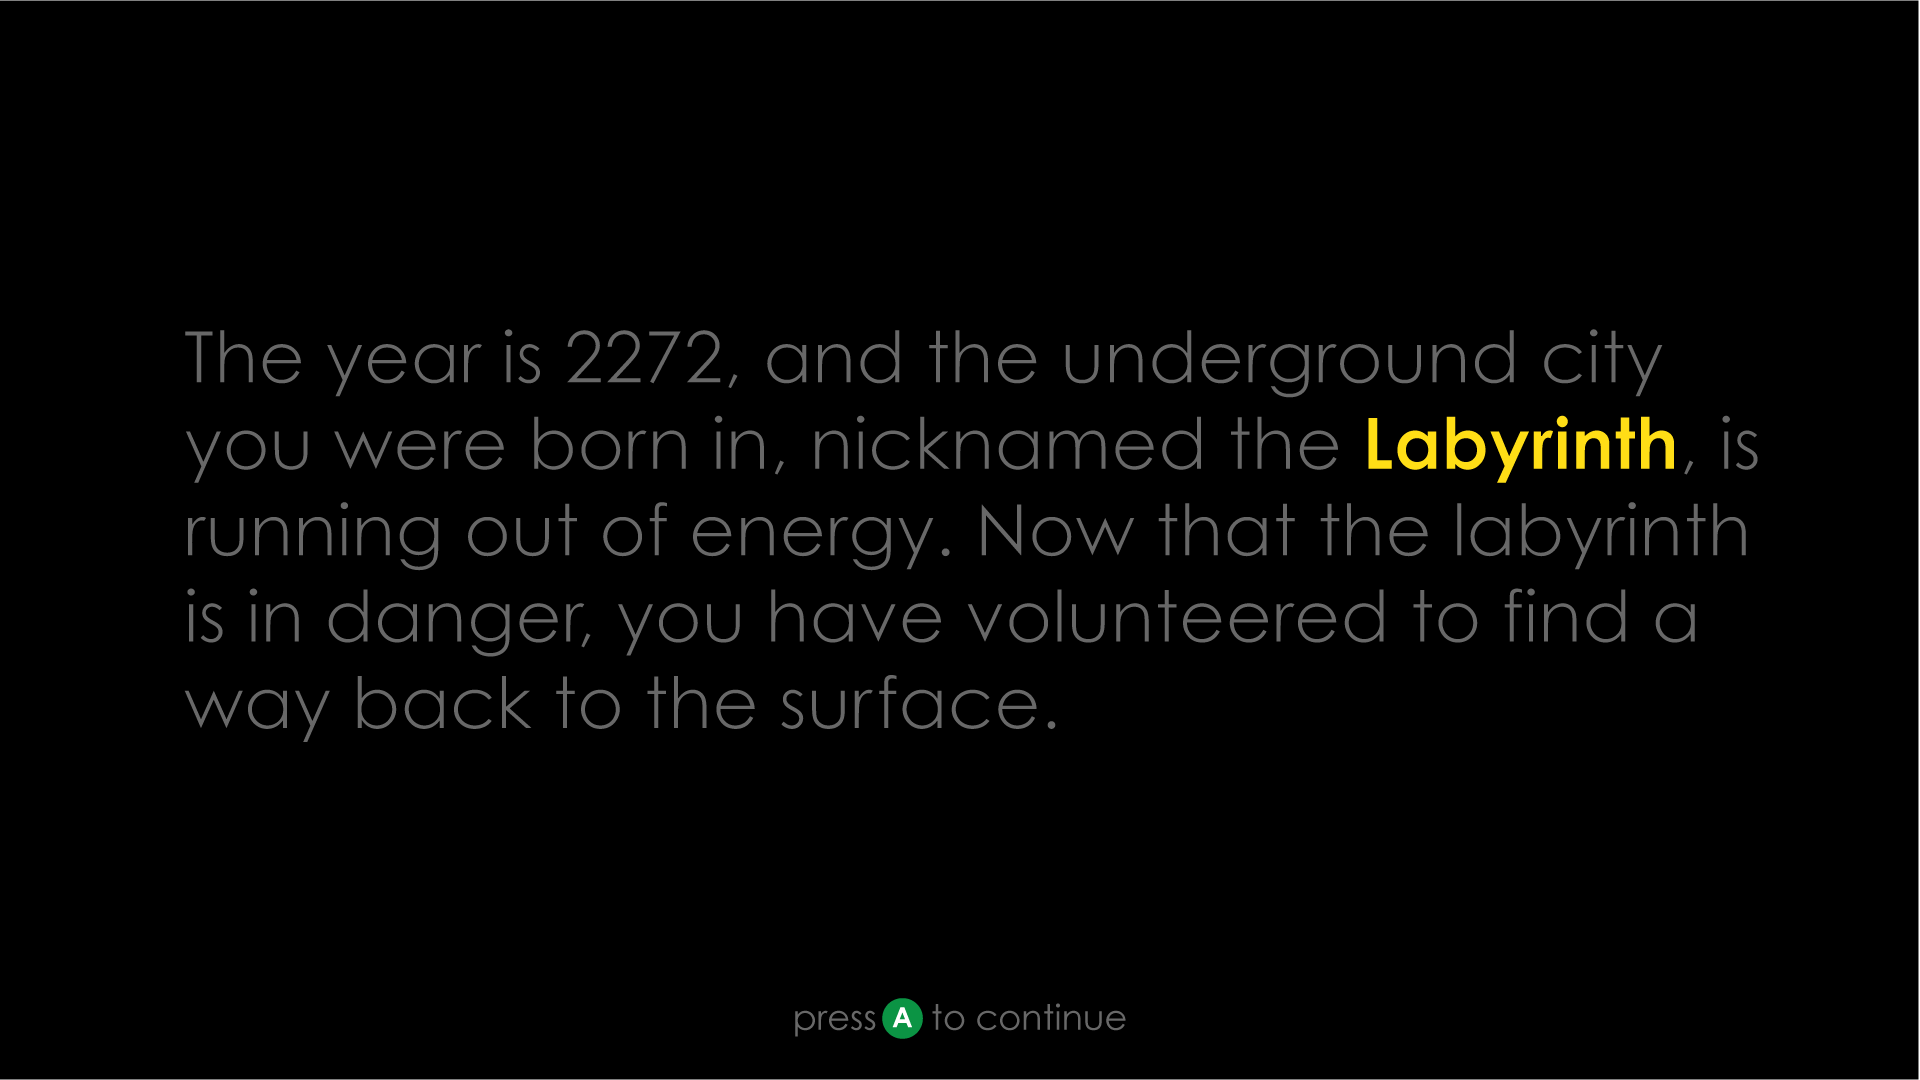 The year is 2272, and the underground city
you were born in, nicknamed the Labyrinth, is
running out of energy. Now that the labyrinth
is in danger, you have volunteered to find a
way back to the surface.
press A to continue